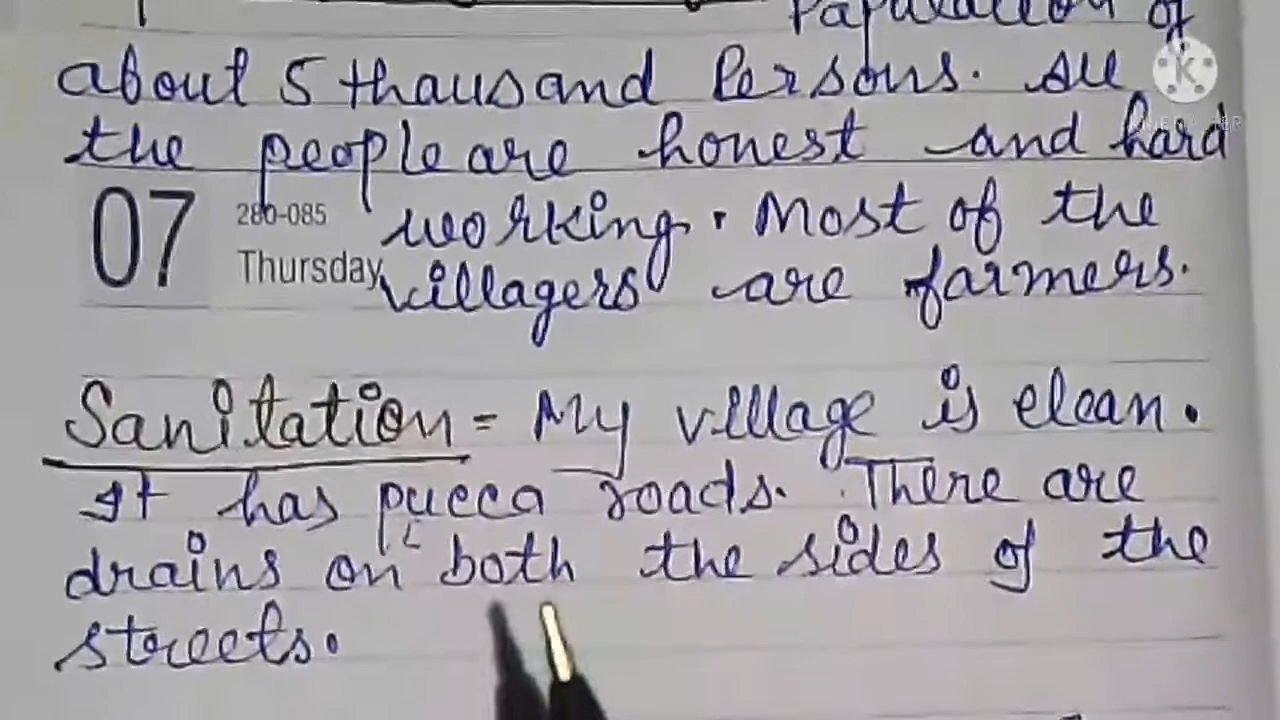 Population of
about 5 thousand Persons. All
the people are honest and hard
07 280-085 working. Most of the
Thursday villagers are farmers.
Sanitation = My village is clean.
It has pucca roads. There are
drains on both the sides of the
streets.
K